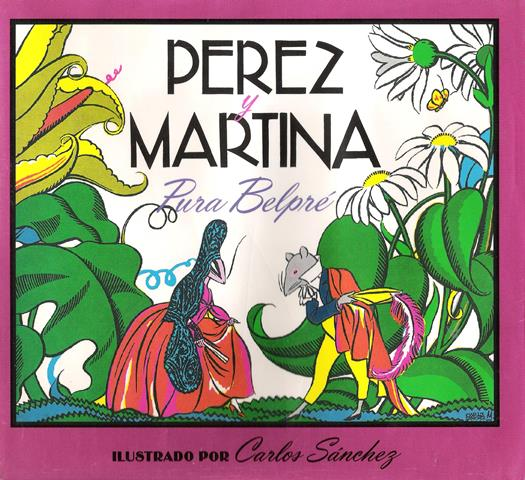 PEREZ
y
MARTINA
Pura Belpré
ILUSTRADO POR Carlos Sánchez